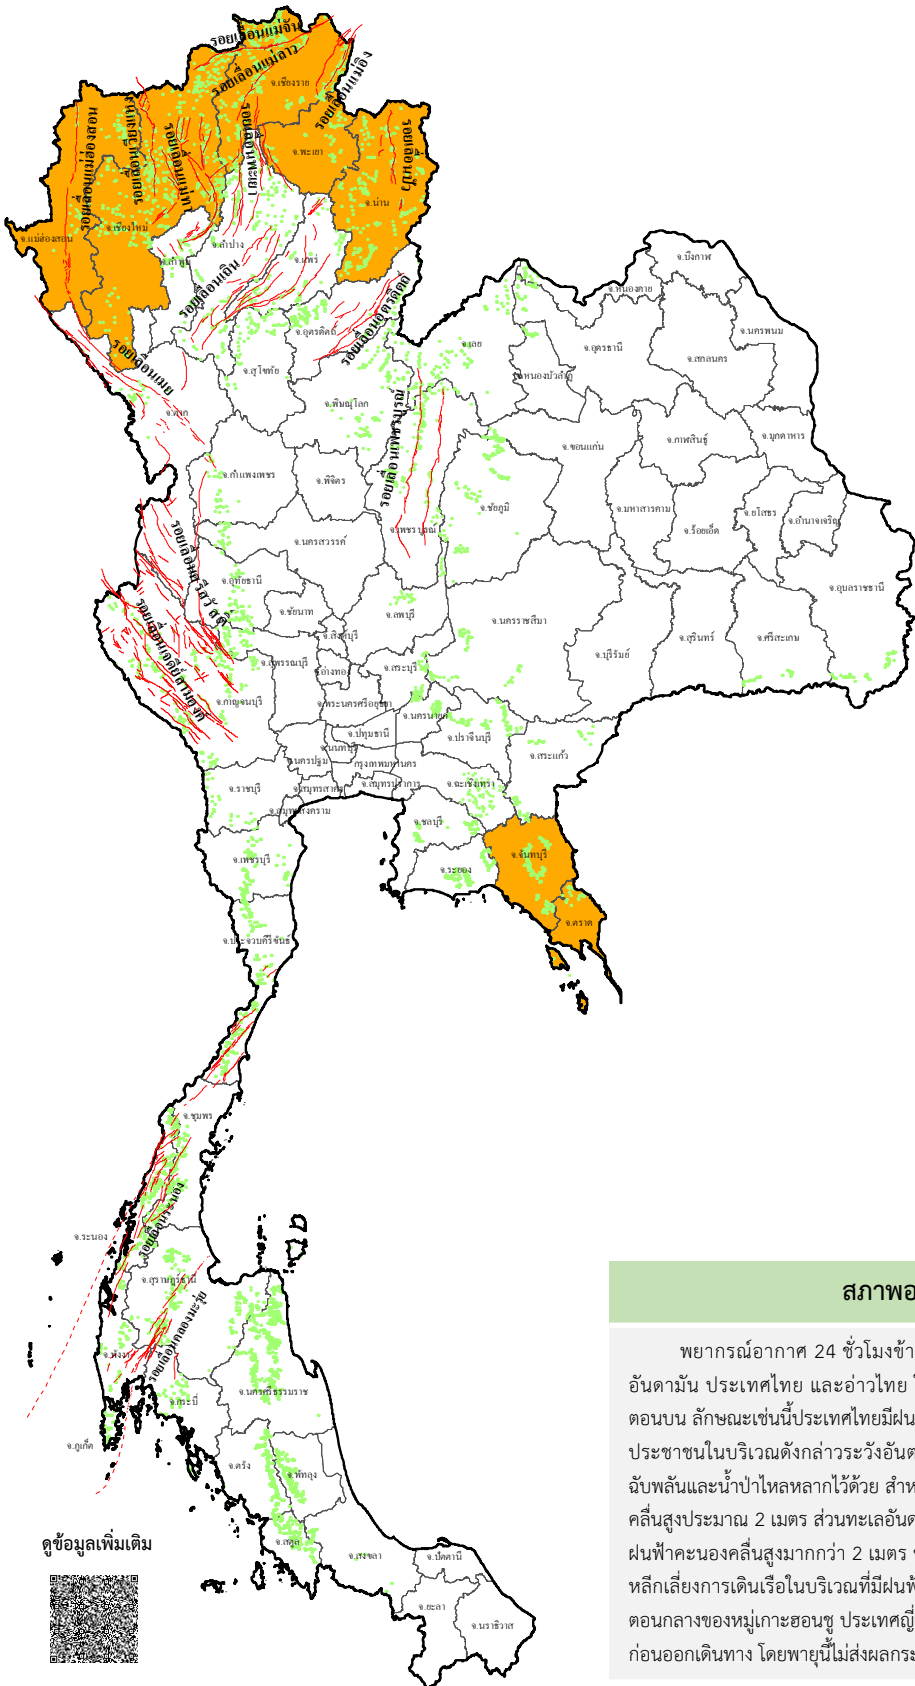 รอยเลื่อนแม่จัน
รอยเลื่อนแม่ลาว
จ.เชียงราย
รอยเลื่อนแม่อิง
รอยเลื่อนแม่ฮ่องสอน
รอยเลื่อนเวียงแหง
รอยเลื่อนแม่ทา
รอยเลื่อนพะเยา
จ.พะเยา
รอยเลื่อนปัว
จ.น่าน
จ.แม่ฮ่องสอน
จ.เชียงใหม่
จ.ลำพูน
จ.ลำปาง
จ.แพร่
รอยเลื่อนเถิน
จ.อุตรดิตถ์
รอยเลื่อนอุตรดิตถ์
รอยเลื่อนเมย
จ.ตาก
จ.สุโขทัย
จ.พิษณุโลก
จ.เลย
จ.บึงกาฬ
จ.หนองคาย
จ.นครพนม
จ.อุดรธานี
จ.สกลนคร
จ.หนองบัวลำภู
รอยเลื่อนเพชรบูรณ์
จ.กำแพงเพชร
จ.พิจิตร
จ.เพชรบูรณ์
จ.ขอนแก่น
จ.กาฬสินธุ์
จ.มุกดาหาร
จ.ชัยภูมิ
จ.มหาสารคาม
จ.ร้อยเอ็ด
จ.ยโสธร
จ.อำนาจเจริญ
จ.นครสวรรค์
รอยเลื่อนศรีสวัสดิ์
จ.อุทัยธานี
จ.ชัยนาท
จ.ลพบุรี
จ.นครราชสีมา
จ.บุรีรัมย์
จ.สุรินทร์
จ.ศรีสะเกษ
จ.อุบลราชธานี
รอยเลื่อนเจดีย์สามองค์
จ.สิงห์บุรี
จ.สุพรรณบุรี
จ.อ่างทอง
จ.สระบุรี
จ.กาญจนบุรี
จ.พระนครศรีอยุธยา
จ.นครนายก
จ.ปทุมธานี
จ.ปราจีนบุรี
จ.นนทบุรี
จ.นครปฐม
กรุงเทพมหานคร
จ.สระแก้ว
จ.ราชบุรี
จ.สมุทรสาคร
จ.สมุทรปราการ
จ.ฉะเชิงเทรา
จ.สมุทรสงคราม
จ.ชลบุรี
จ.เพชรบุรี
จ.ระยอง
จ.จันทบุรี
จ.ตราด
จ.ประจวบคีรีขันธ์
จ.ชุมพร
จ.ระนอง
รอยเลื่อนระนอง
จ.สุราษฎร์ธานี
รอยเลื่อนคลองมะรุ่ย
จ.พังงา
จ.กระบี่
จ.นครศรีธรรมราช
จ.ภูเก็ต
จ.ตรัง
จ.พัทลุง
จ.สตูล
จ.สงขลา
จ.ปัตตานี
จ.ยะลา
จ.นราธิวาส
ดูข้อมูลเพิ่มเติม
สภาพอ
พยากรณ์อากาศ 24 ชั่วโมงข้า
อันดามัน ประเทศไทย และอ่าวไทย
ตอนบน ลักษณะเช่นนี้ประเทศไทยมีฝน
ประชาชนในบริเวณดังกล่าวระวังอันต
ฉับพลันและน้ำป่าไหลหลากไว้ด้วย สำห
คลื่นสูงประมาณ 2 เมตร ส่วนทะเลอันด
ฝนฟ้าคะนองคลื่นสูงมากกว่า 2 เมตร
หลีกเลี่ยงการเดินเรือในบริเวณที่มีฝนฟ้
ตอนกลางของหมู่เกาะฮอนชู ประเทศญี่
ก่อนออกเดินทาง โดยพายุนี้ไม่ส่งผลกระ